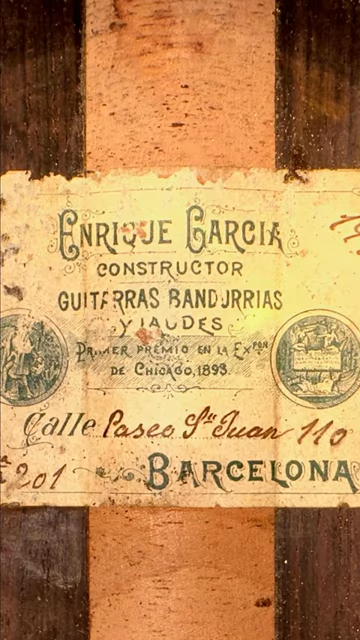 ENRIQUE GARCIA
CONSTRUCTOR
GUITARRAS BANDURRIAS
Y LAUDES
PRIMER PREMIO EN LA EXPON
DE CHICAGO, 1893
Calle Paseo Sn Juan 110
201 BARCELONA